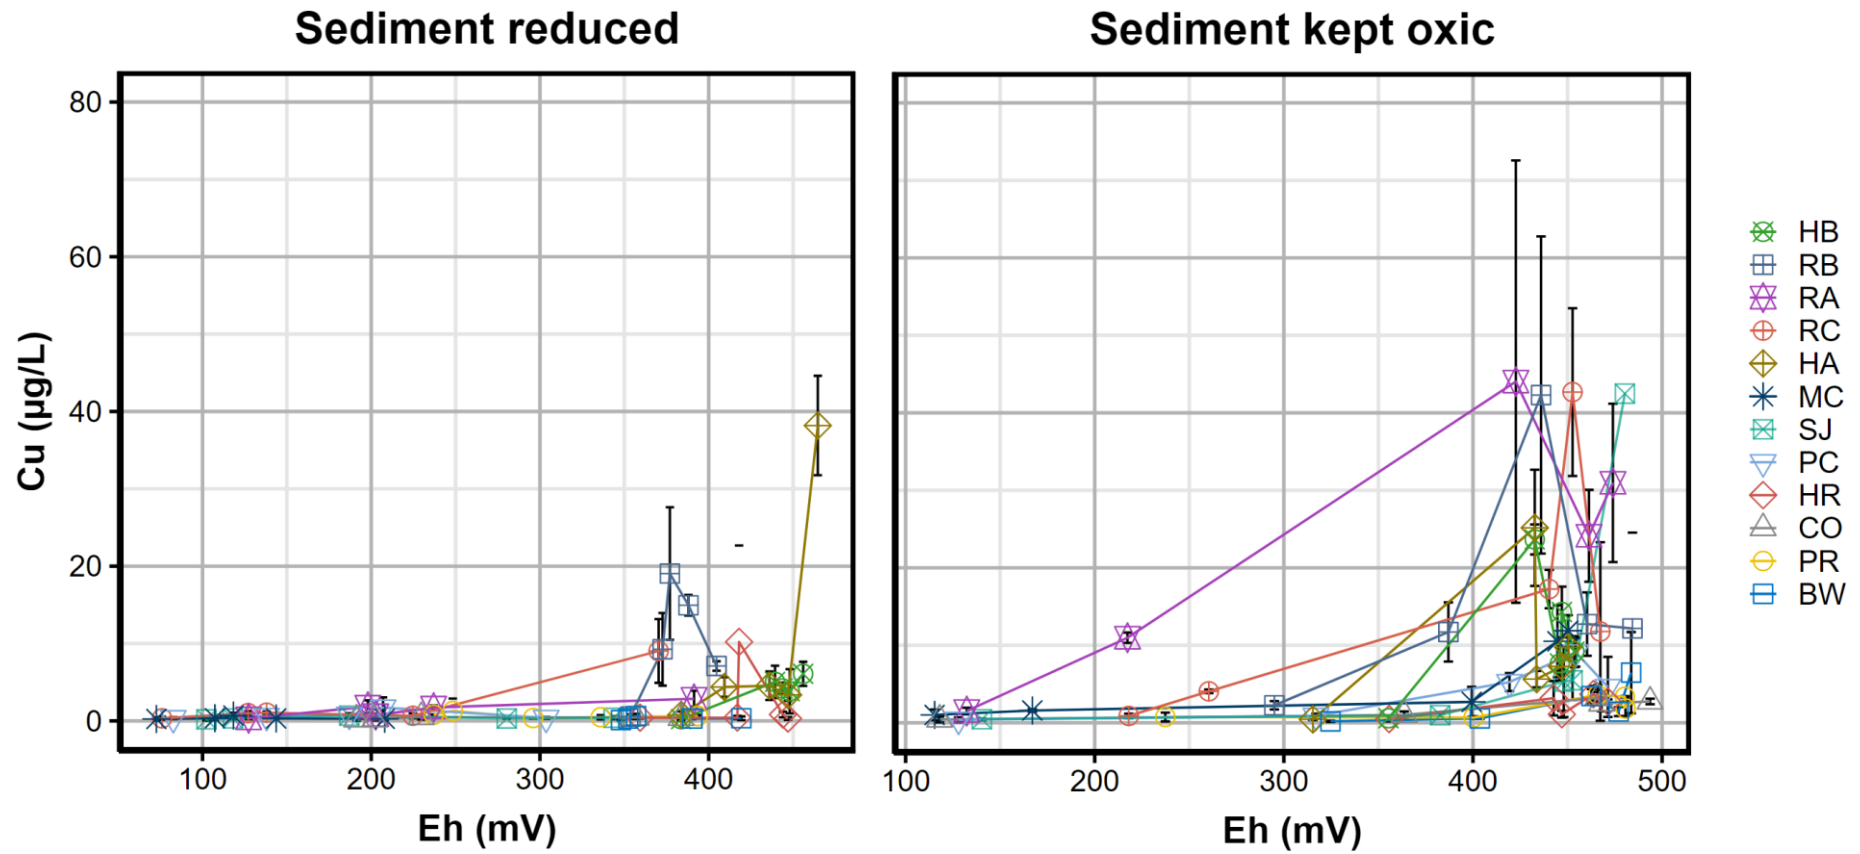 Sediment reduced
Sediment kept oxic
80
60
40
20
0
Cu (µg/L)
100 200 300 400
100 200 300 400 500
Eh (mV)
Eh (mV)
HB
RB
RA
RC
HA
MC
SJ
PC
HR
CO
PR
BW